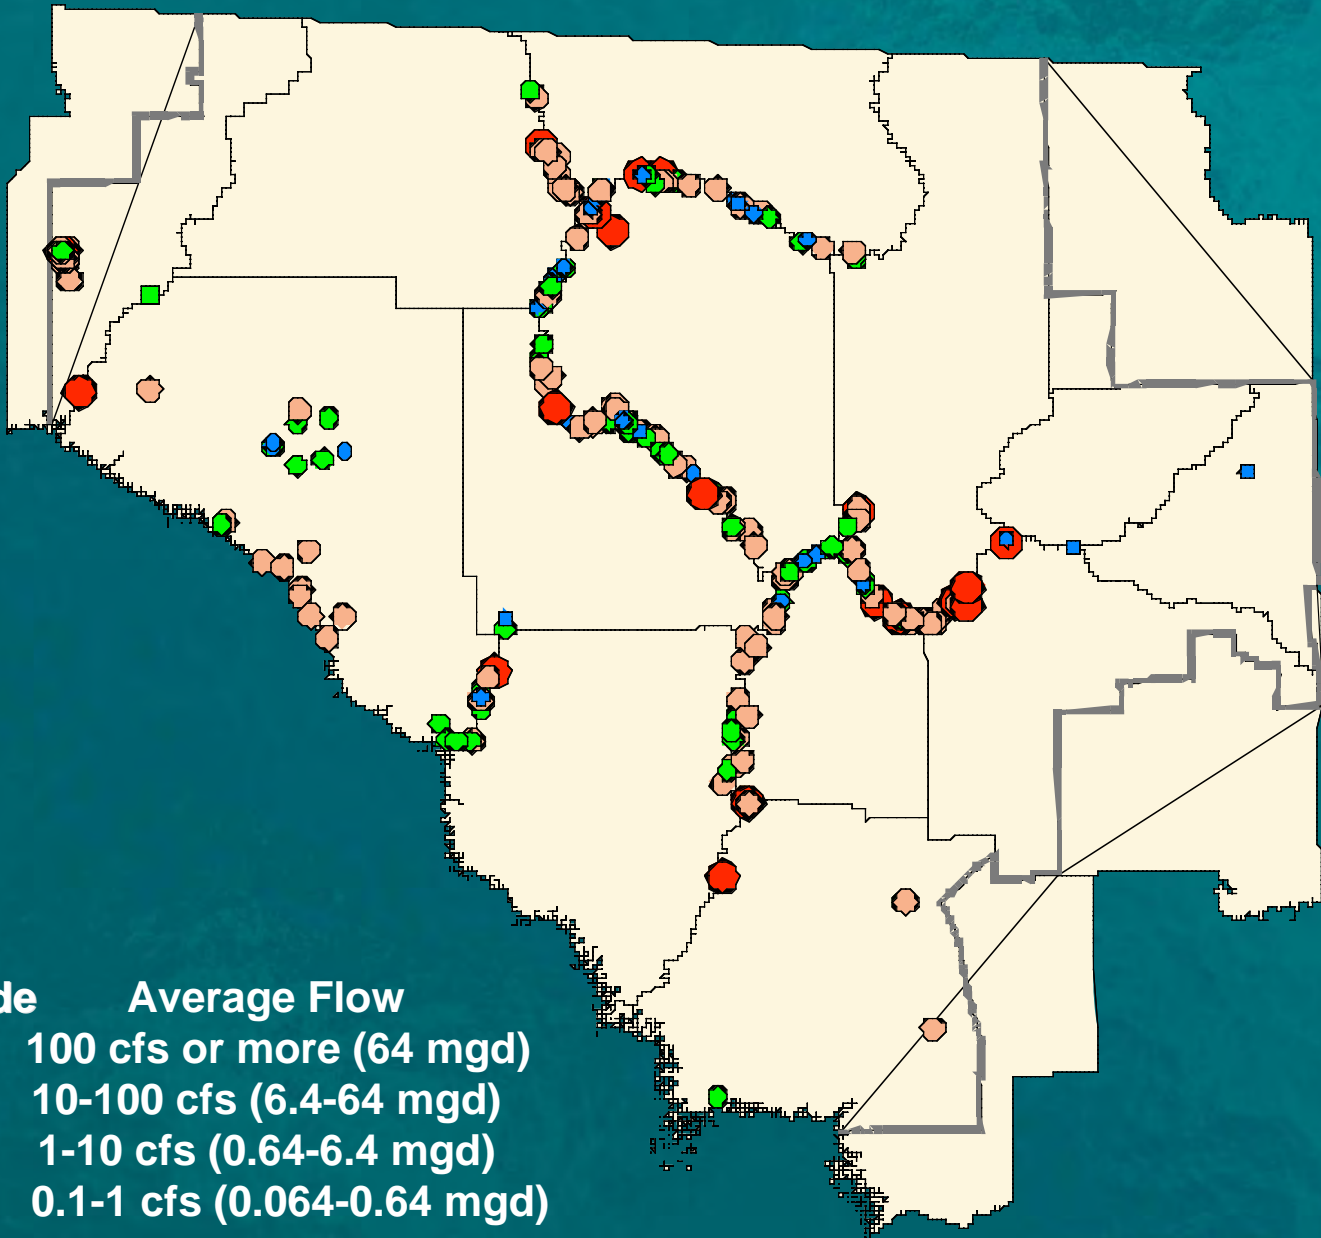 de Average Flow
100 cfs or more (64 mgd)
10-100 cfs (6.4-64 mgd)
1-10 cfs (0.64-6.4 mgd)
0.1-1 cfs (0.064-0.64 mgd)